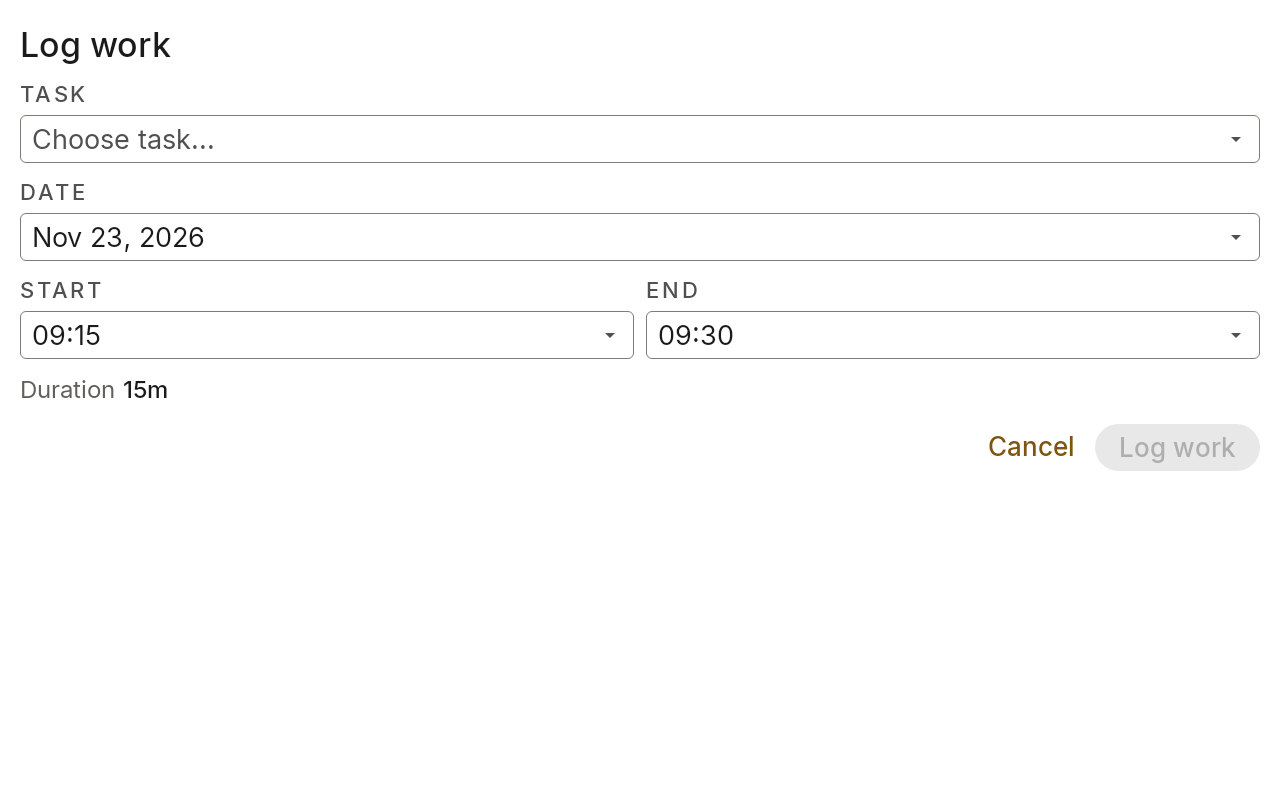 Log work
TASK
Choose task...
DATE
Nov 23, 2026
START
END
09:15
09:30
Duration 15m
Cancel
Log work